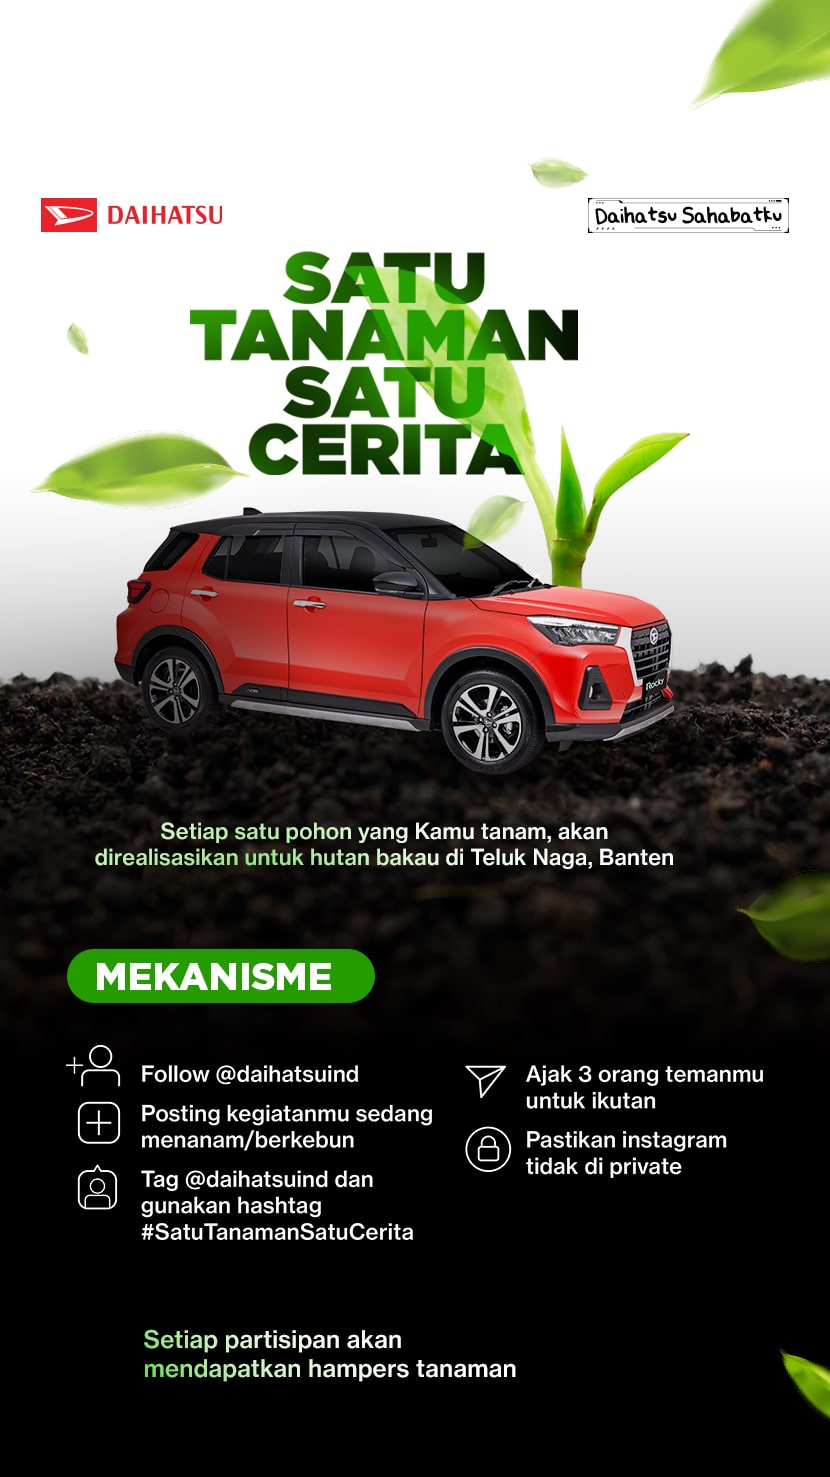 DAIHATSU
Daihatsu Sahabatku
SATU
TANAMAN
SATU
CERITA
Rocky
Setiap satu pohon yang Kamu tanam, akan
direalisasikan untuk hutan bakau di Teluk Naga, Banten
MEKANISME
Follow @daihatsuind
Posting kegiatanmu sedang
menanam/berkebun
Tag @daihatsuind dan
gunakan hashtag
#SatuTanamanSatuCerita
Ajak 3 orang temanmu
untuk ikutan
Pastikan instagram
tidak di private
Setiap partisipan akan
mendapatkan hampers tanaman